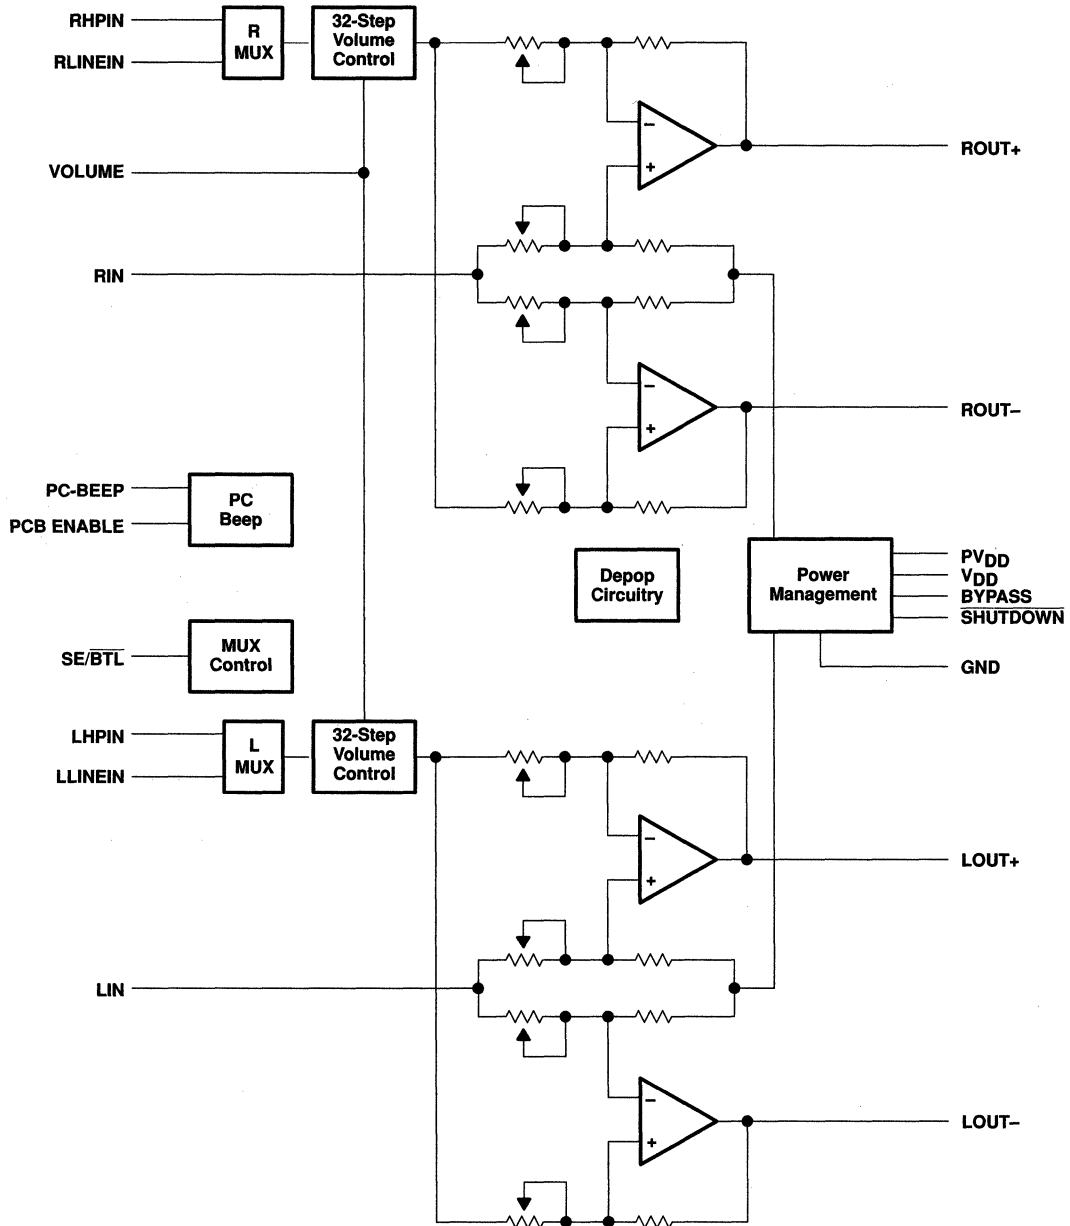 RHPIN
RLINEIN
R
MUX
32-Step
Volume
Control
−
+
ROUT+
VOLUME
RIN
−
+
ROUT−
PC-BEEP
PCB ENABLE
PC
Beep
Depop
Circuitry
Power
Management
PVDD
VDD
BYPASS
SHUTDOWN
GND
SE/BTL
MUX
Control
LHPIN
LLINEIN
L
MUX
32-Step
Volume
Control
−
+
LOUT+
LIN
−
+
LOUT−